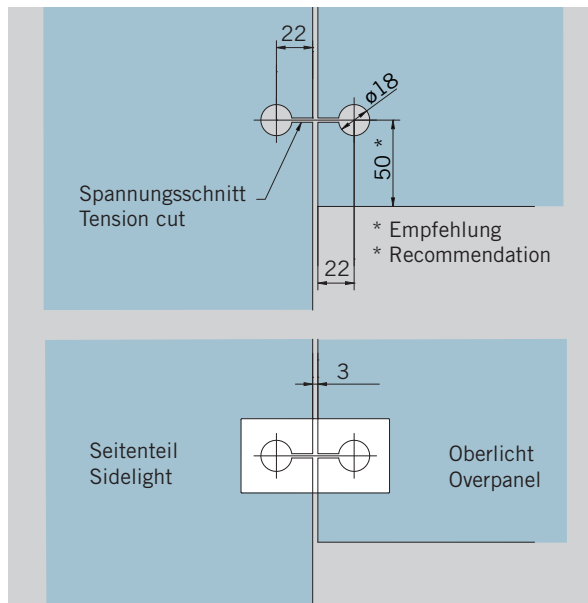 22
ø18
50 *
Spannungsschnitt
Tension cut
* Empfehlung
* Recommendation
22
3
Seitenteil
Sidelight
Oberlicht
Overpanel